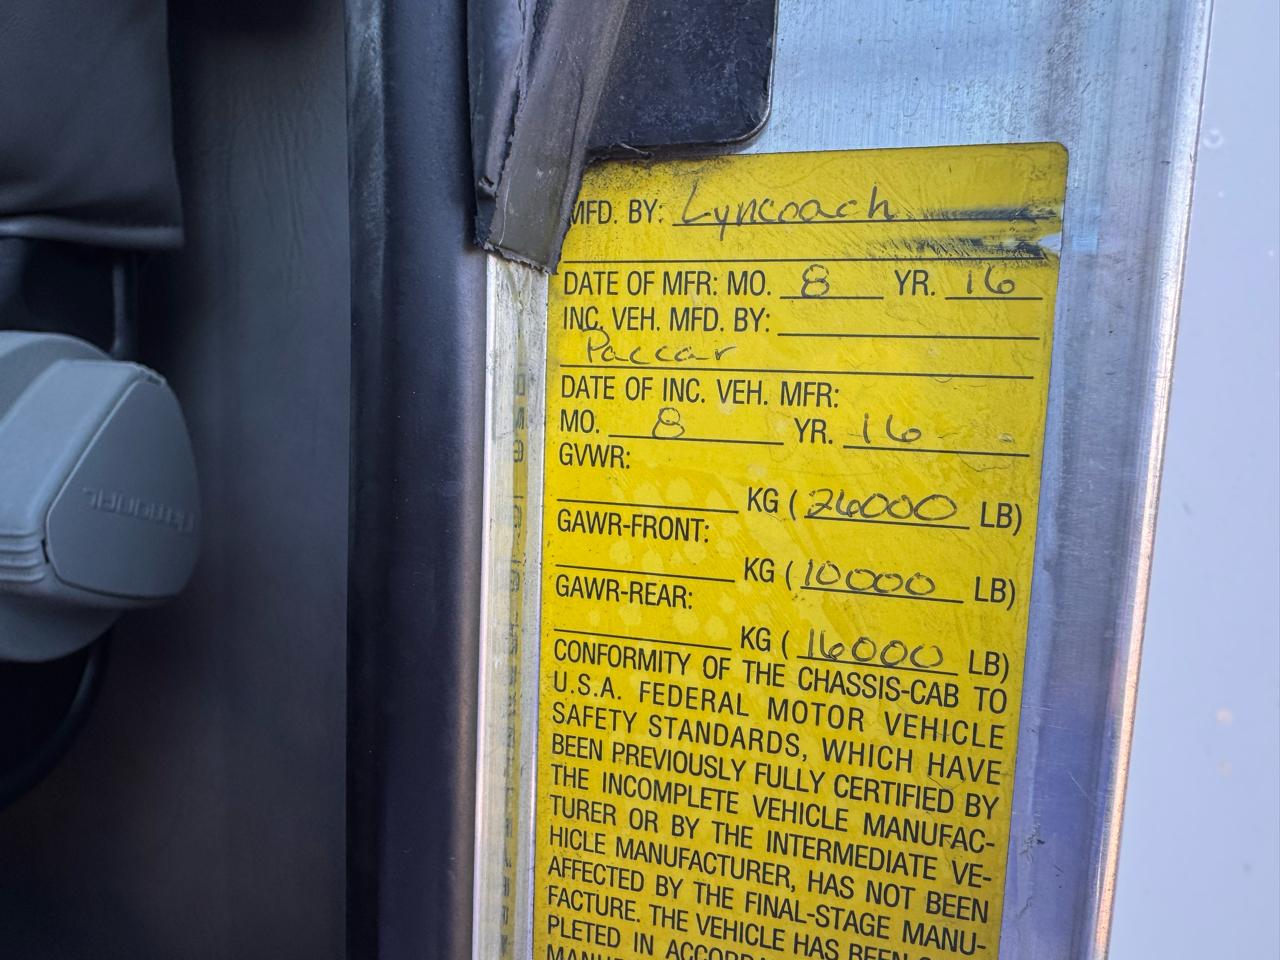 MFD. BY: Lyncoach
DATE OF MFR: MO. 8 YR. 16
INC. VEH. MFD. BY:
Paccar
DATE OF INC. VEH. MFR:
MO. 8 YR. 16
GVWR:
KG ( 26000 LB)
GAWR-FRONT:
KG ( 10000 LB)
GAWR-REAR:
KG ( 16000 LB)
CONFORMITY OF THE CHASSIS-CAB TO
U.S.A. FEDERAL MOTOR VEHICLE
SAFETY STANDARDS, WHICH HAVE
BEEN PREVIOUSLY FULLY CERTIFIED BY
THE INCOMPLETE VEHICLE MANUFAC-
TURER OR BY THE INTERMEDIATE VE-
HICLE MANUFACTURER, HAS NOT BEEN
AFFECTED BY THE FINAL-STAGE MANU-
FACTURE. THE VEHICLE HAS BEEN
PLETED IN